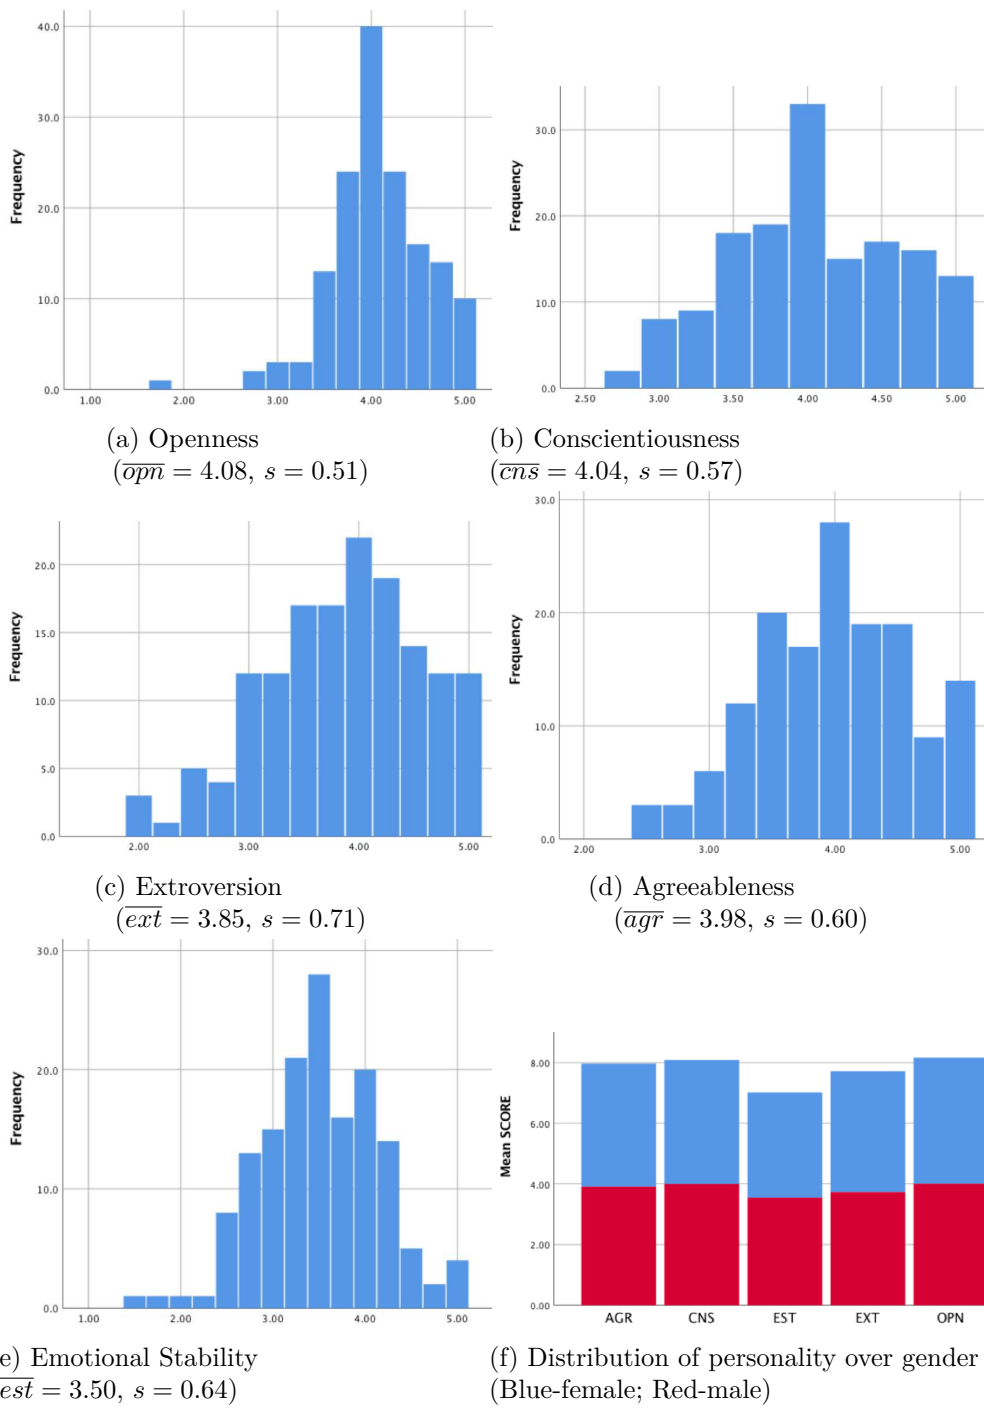 40.0
30.0
20.0
10.0
0.0
Frequency
1.00 2.00 3.00 4.00 5.00
(a) Openness
(opn = 4.08, s = 0.51)
30.0
20.0
10.0
0.0
Frequency
2.50 3.00 3.50 4.00 4.50 5.00
(b) Conscientiousness
(cns = 4.04, s = 0.57)
20.0
15.0
10.0
5.0
0.0
Frequency
2.00 3.00 4.00 5.00
(c) Extroversion
(ext = 3.85, s = 0.71)
30.0
20.0
10.0
0.0
Frequency
2.00 3.00 4.00 5.00
(d) Agreeableness
(agr = 3.98, s = 0.60)
30.0
20.0
10.0
0.0
Frequency
1.00 2.00 3.00 4.00 5.00
e) Emotional Stability
est = 3.50, s = 0.64)
8.00
6.00
4.00
2.00
0.00
Mean SCORE
AGR CNS EST EXT OPN
(f) Distribution of personality over gender
(Blue-female; Red-male)